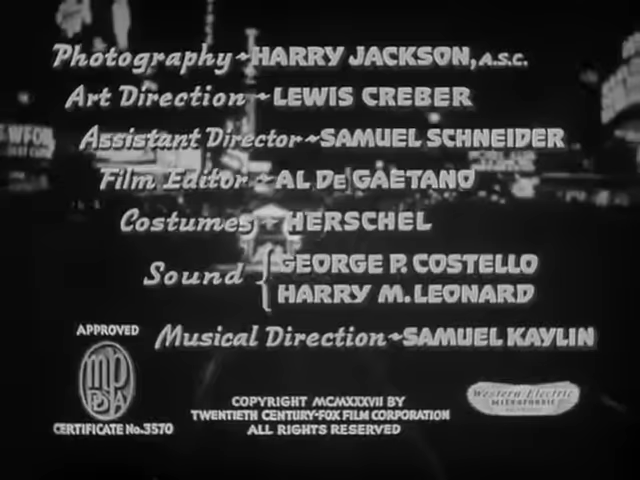 Photography ~ HARRY JACKSON, A.S.C.
Art Direction ~ LEWIS CREBER
Assistant Director ~ SAMUEL SCHNEIDER
Film Editor ~ AL DE GAETANO
Costumes ~ HERSCHEL
Sound { GEORGE P. COSTELLO
HARRY M. LEONARD
Musical Direction ~ SAMUEL KAYLIN
APPROVED
MPPDA
CERTIFICATE No. 3570
COPYRIGHT MCMXXXVII BY
TWENTIETH CENTURY-FOX FILM CORPORATION
ALL RIGHTS RESERVED
Western Electric
MIRROPHONIC